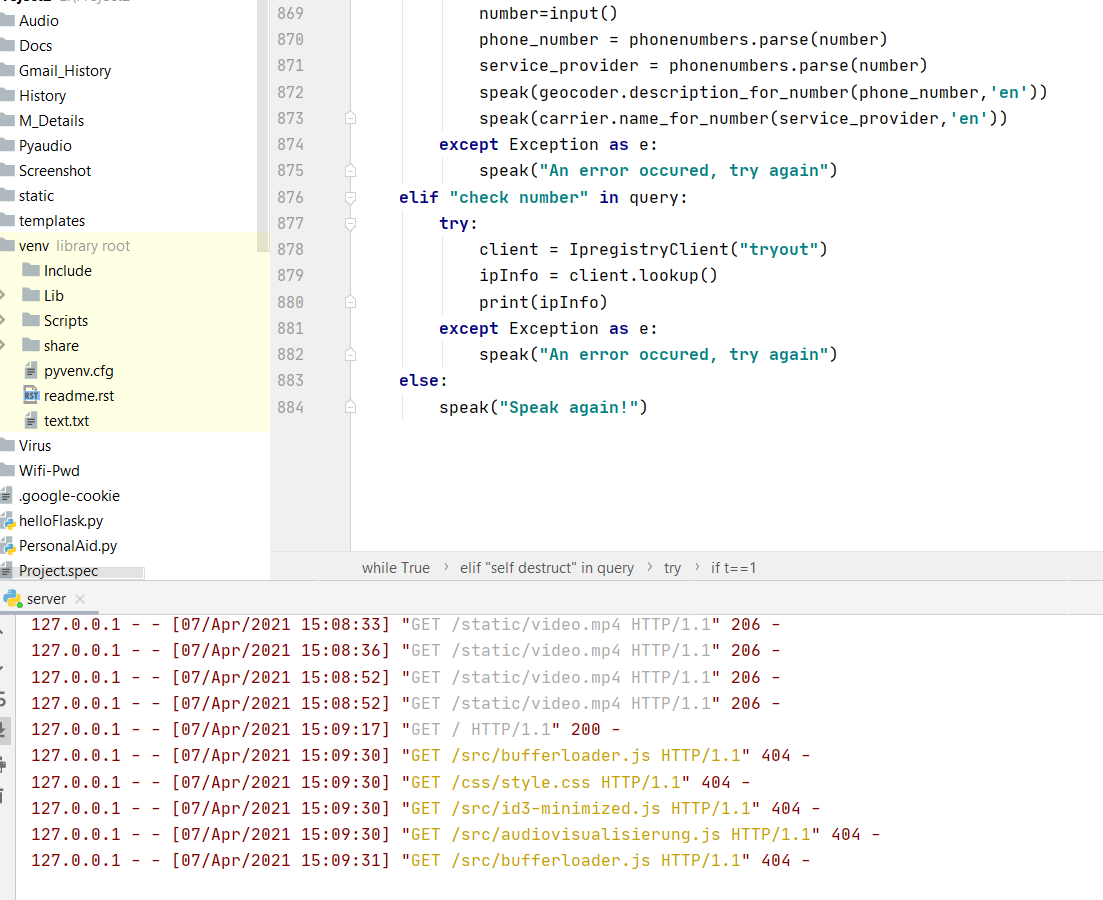 Audio
Docs
Gmail_History
History
M_Details
Pyaudio
Screenshot
static
templates
venv library root
Include
Lib
Scripts
share
pyvenv.cfg
readme.rst
text.txt
Virus
Wifi-Pwd
.google-cookie
helloFlask.py
PersonalAid.py
Project.spec
869 number=input()
870 phone_number = phonenumbers.parse(number)
871 service_provider = phonenumbers.parse(number)
872 speak(geocoder.description_for_number(phone_number,'en'))
873 speak(carrier.name_for_number(service_provider,'en'))
874 except Exception as e:
875 speak("An error occured, try again")
876 elif "check number" in query:
877 try:
878 client = IpregistryClient("tryout")
879 ipInfo = client.lookup()
880 print(ipInfo)
881 except Exception as e:
882 speak("An error occured, try again")
883 else:
884 speak("Speak again!")
while True › elif "self destruct" in query › try › if t==1
server ×
127.0.0.1 - - [07/Apr/2021 15:08:33] "GET /static/video.mp4 HTTP/1.1" 206 -
127.0.0.1 - - [07/Apr/2021 15:08:36] "GET /static/video.mp4 HTTP/1.1" 206 -
127.0.0.1 - - [07/Apr/2021 15:08:52] "GET /static/video.mp4 HTTP/1.1" 206 -
127.0.0.1 - - [07/Apr/2021 15:08:52] "GET /static/video.mp4 HTTP/1.1" 206 -
127.0.0.1 - - [07/Apr/2021 15:09:17] "GET / HTTP/1.1" 200 -
127.0.0.1 - - [07/Apr/2021 15:09:30] "GET /src/bufferloader.js HTTP/1.1" 404 -
127.0.0.1 - - [07/Apr/2021 15:09:30] "GET /css/style.css HTTP/1.1" 404 -
127.0.0.1 - - [07/Apr/2021 15:09:30] "GET /src/id3-minimized.js HTTP/1.1" 404 -
127.0.0.1 - - [07/Apr/2021 15:09:30] "GET /src/audiovisualisierung.js HTTP/1.1" 404 -
127.0.0.1 - - [07/Apr/2021 15:09:31] "GET /src/bufferloader.js HTTP/1.1" 404 -